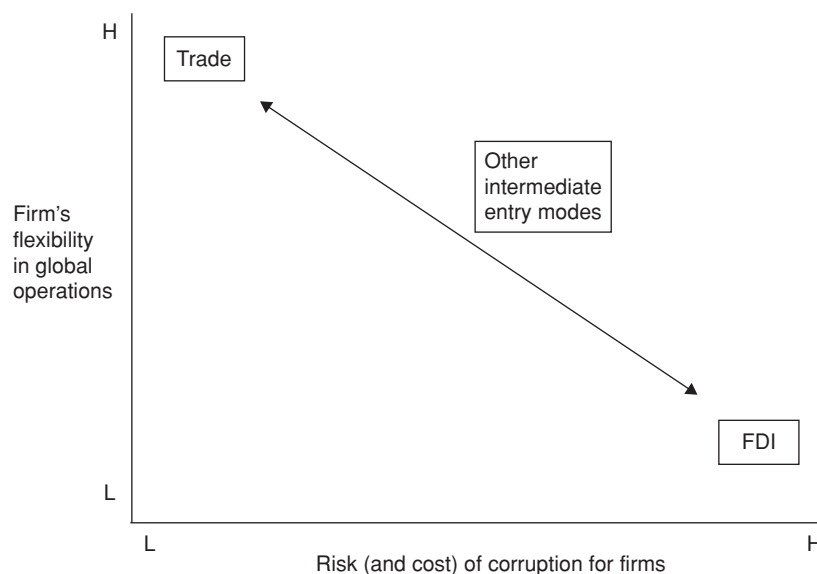 H
Trade
Other
intermediate
entry modes
Firm's
flexibility
in global
operations
FDI
L
L
H
Risk (and cost) of corruption for firms